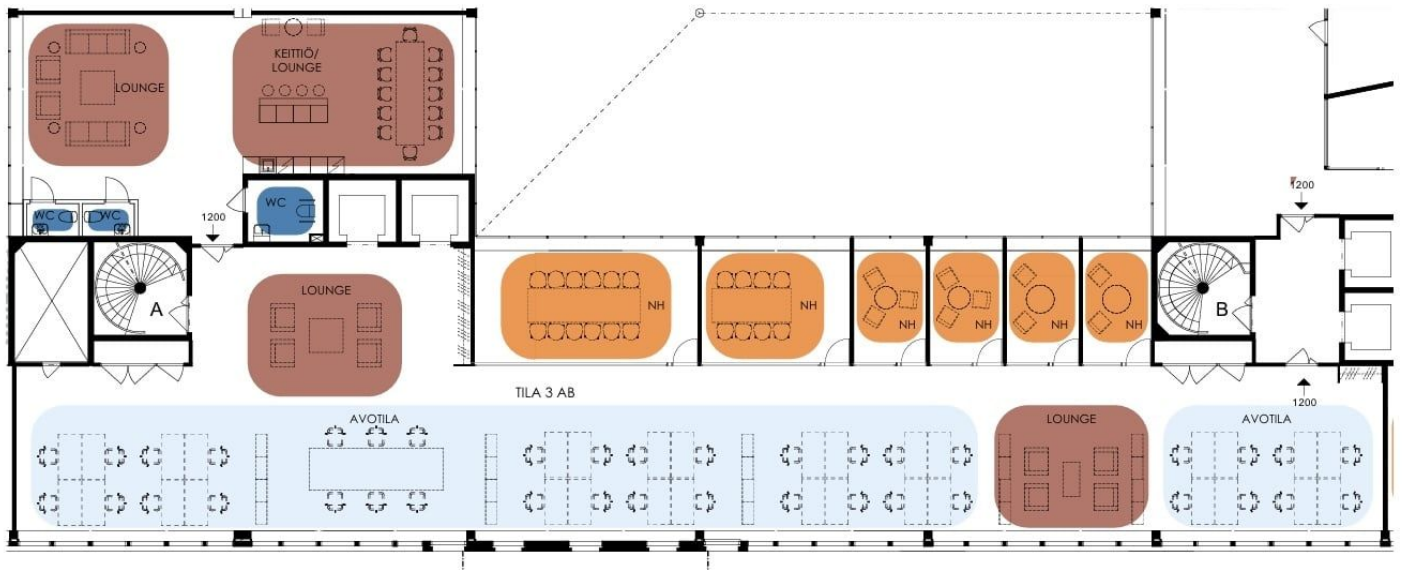 KEITTIÖ/
LOUNGE
LOUNGE
WC
WC
WC
1200
1200
A
LOUNGE
NH
NH
NH
NH
NH
NH
B
TILA 3 AB
1200
AVOTILA
LOUNGE
AVOTILA